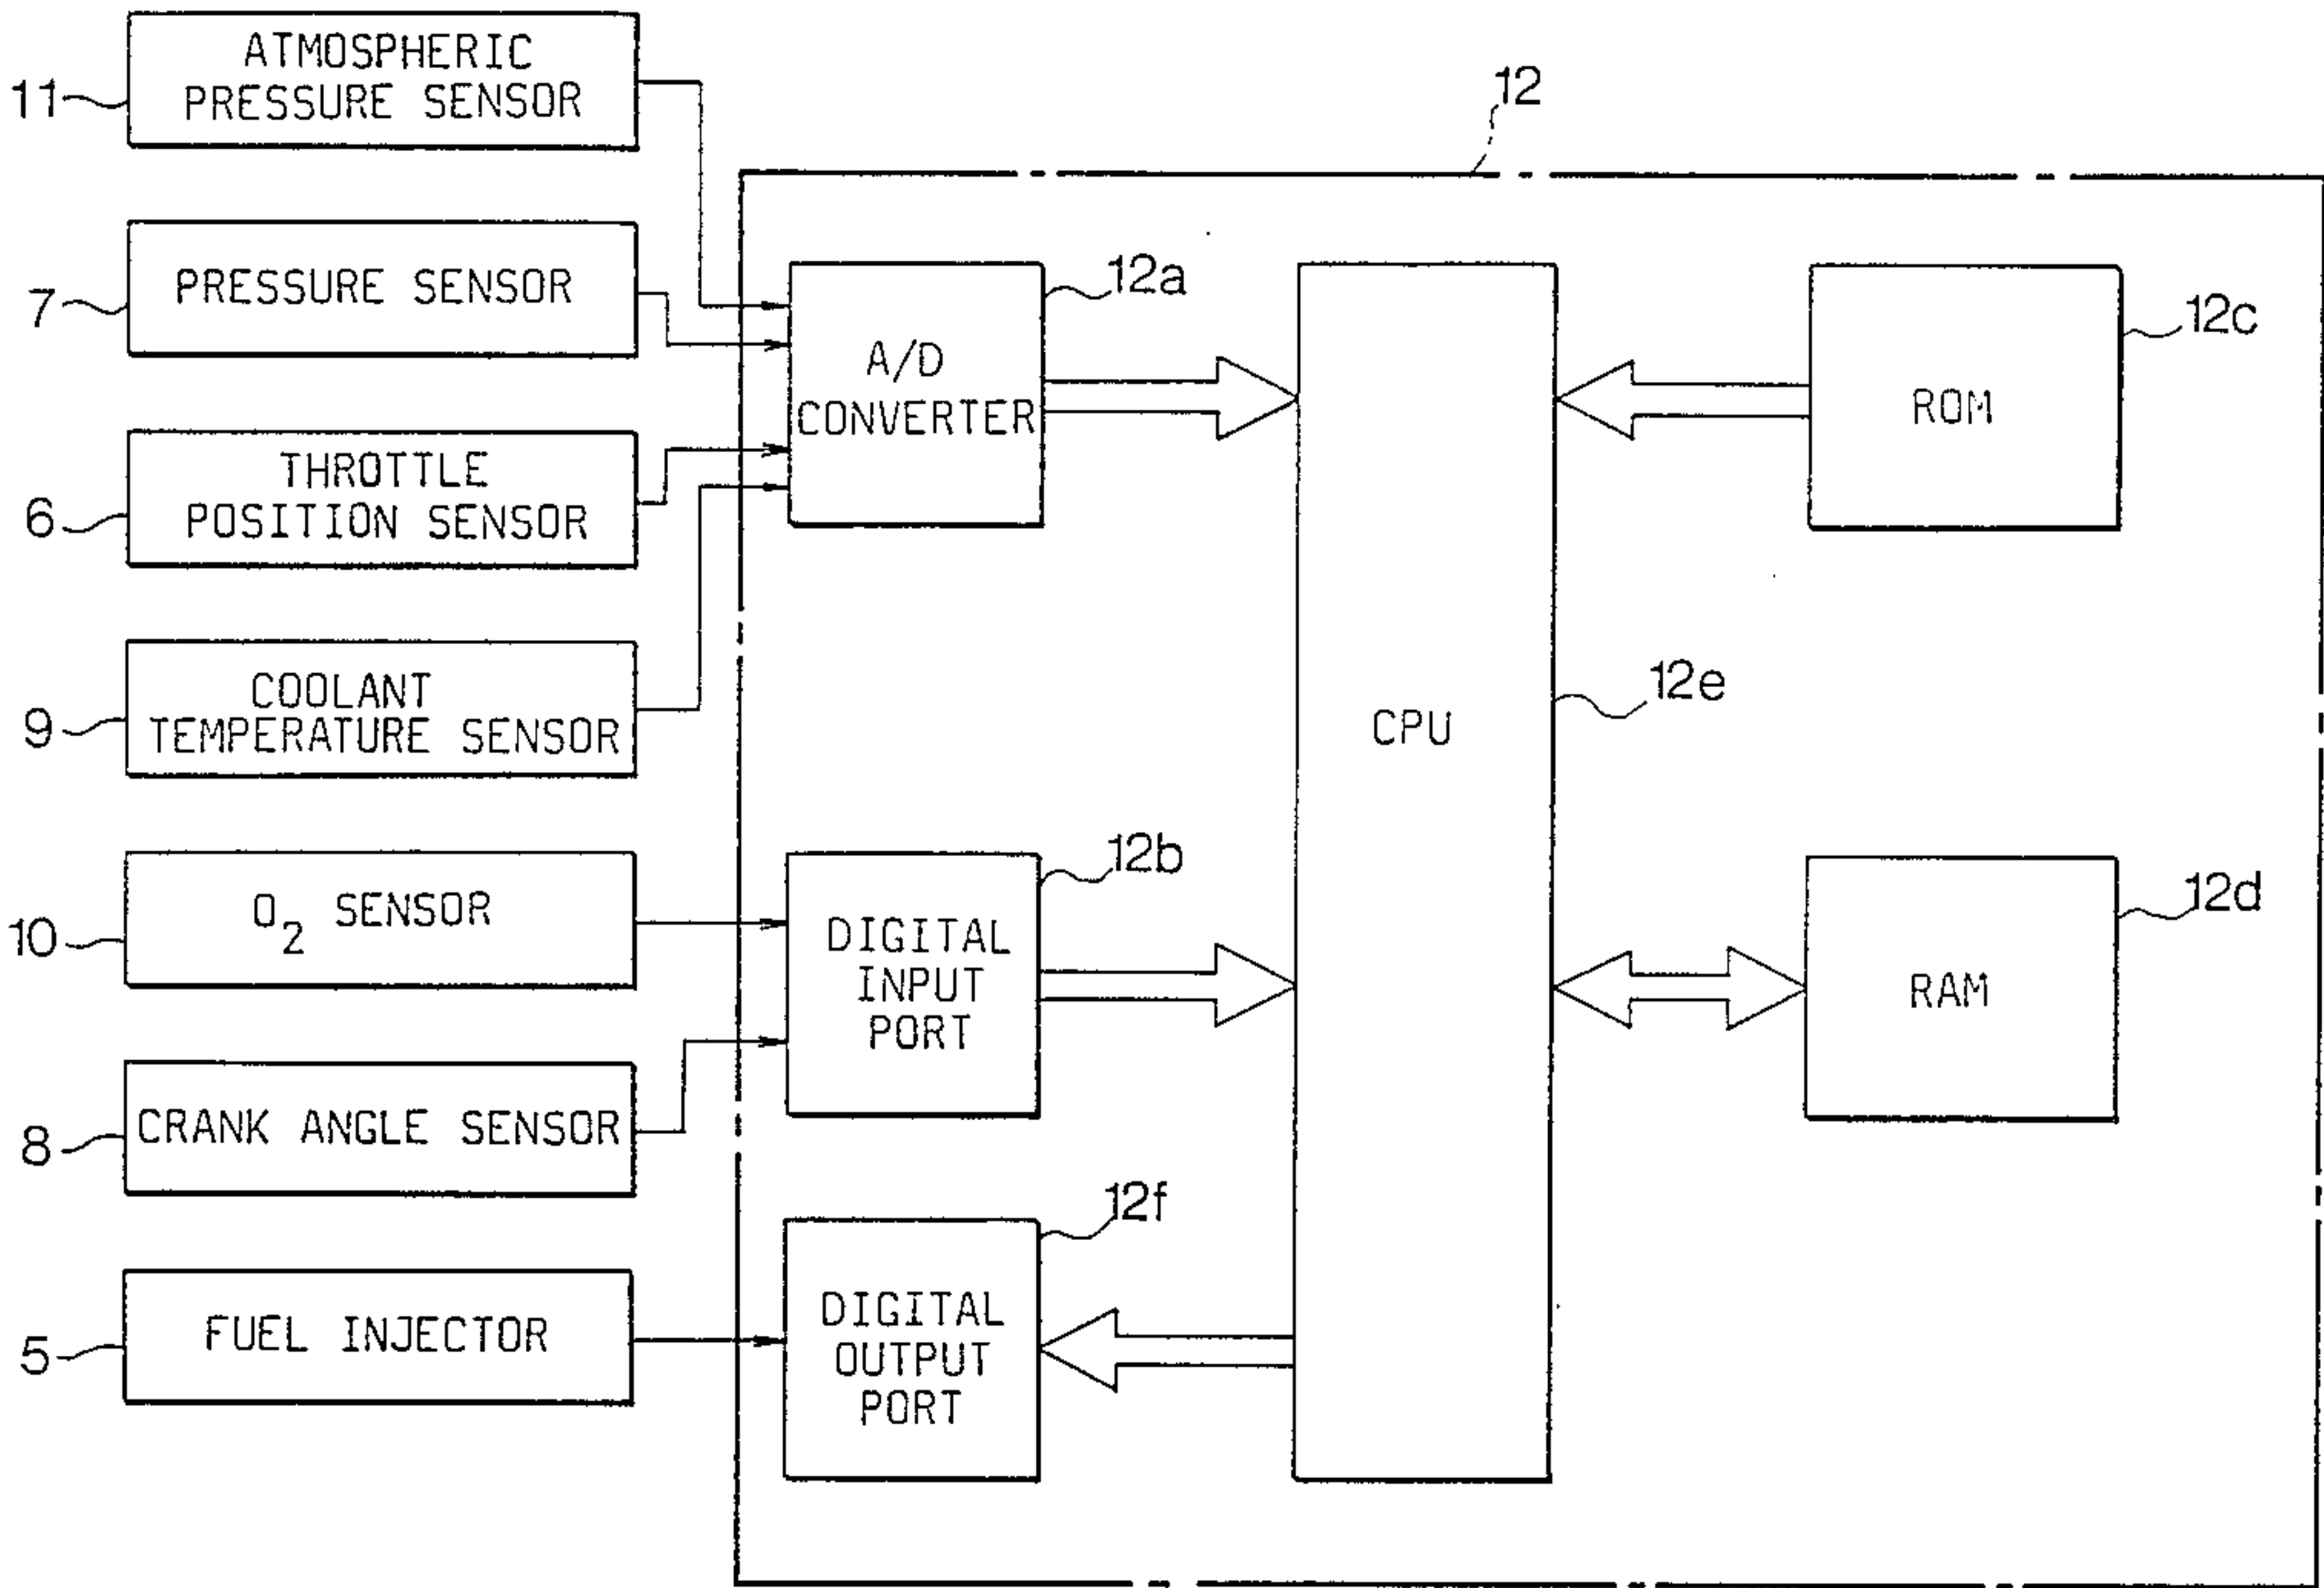 ATMOSPHERIC
PRESSURE SENSOR
11
12
PRESSURE SENSOR
7
12a
A/D
CONVERTER
12c
ROM
THROTTLE
POSITION SENSOR
6
COOLANT
TEMPERATURE SENSOR
9
12e
CPU
O2 SENSOR
10
12b
DIGITAL
INPUT
PORT
12d
RAM
CRANK ANGLE SENSOR
8
12f
FUEL INJECTOR
5
DIGITAL
OUTPUT
PORT